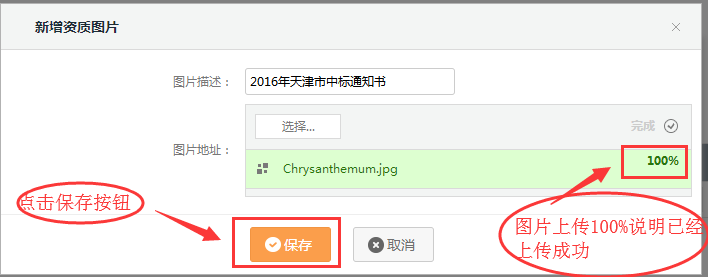 新增资质图片
图片描述：
2016年天津市中标通知书
选择...
完成
图片地址：
100%
Chrysanthemum.jpg
点击保存按钮
保存
取消
图片上传100%说明已经
上传成功